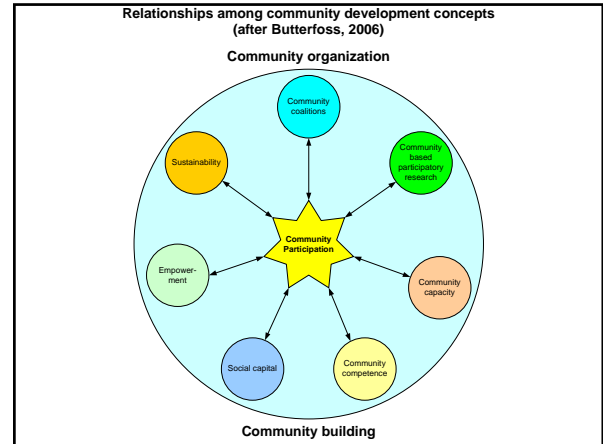 Relationships among community development concepts
(after Butterfoss, 2006)
Community organization
Community
coalitions
Community
based
participatory
research
Sustainability
Community
Participation
Empower-
ment
Community
capacity
Social capital
Community
competence
Community building